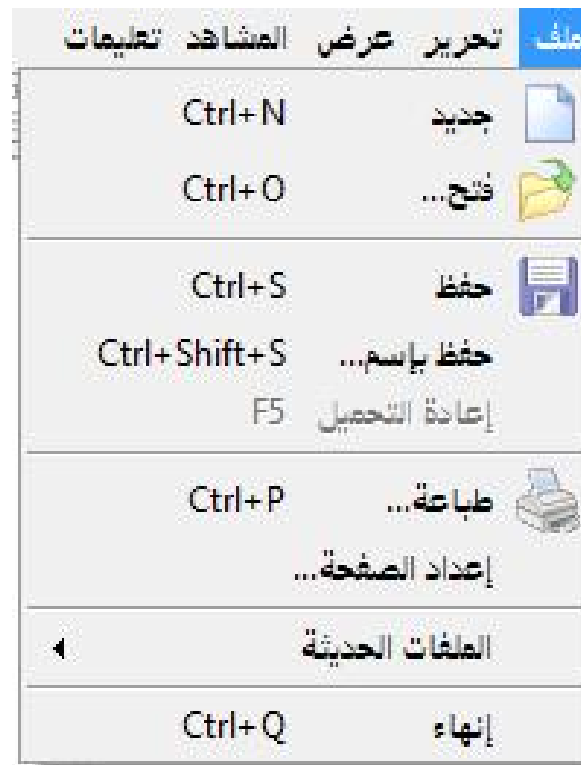 ملف تحرير عرض المشاهد تعليمات
جديد Ctrl+N
فتح... Ctrl+O
حفظ Ctrl+S
حفظ بإسم... Ctrl+Shift+S
إعادة التحميل F5
طباعة... Ctrl+P
إعداد الصفحة...
الملفات الحديثة
إنهاء Ctrl+Q